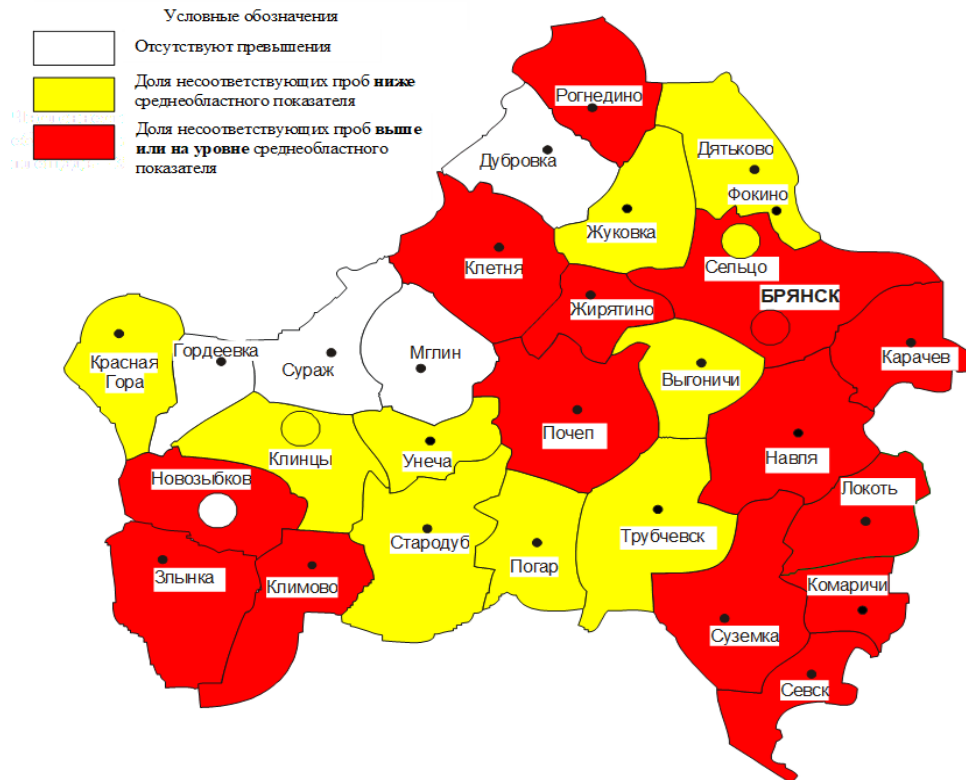 Условные обозначения
Отсутствуют превышения
Доля несоответствующих проб ниже
среднеобластного показателя
Доля несоответствующих проб выше
или на уровне среднеобластного
показателя
Рогнедино
Дубровка
Дятьково
Фокино
Жуковка
Клетня
Сельцо
БРЯНСК
Жирятино
Карачев
Красная
Гора
Гордеевка
Сураж
Мглин
Выгоничи
Почеп
Навля
Клинцы
Унеча
Новозыбков
Локоть
Стародуб
Погар
Трубчевск
Злынка
Климово
Комаричи
Суземка
Севск